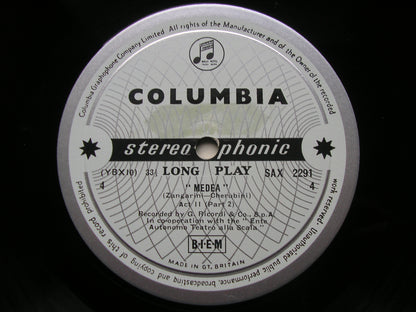 Columbia Graphophone Company Limited. All rights of the Manufacturer and of the Owner of the recorded work reserved. Unauthorised public performance, broadcasting and copying of this record prohibited.
COLUMBIA
stereophonic
(YBX10) 33⅓ LONG PLAY SAX 2291
4 4
"MEDEA"
(Zangarini—Cherubini)
Act II (Part 2)
Recorded by G. Ricordi & Co., S.p.A.
In cooperation with the "Ente
Autonomo Teatro alla Scala"
B·I·E·M
MADE IN GT. BRITAIN